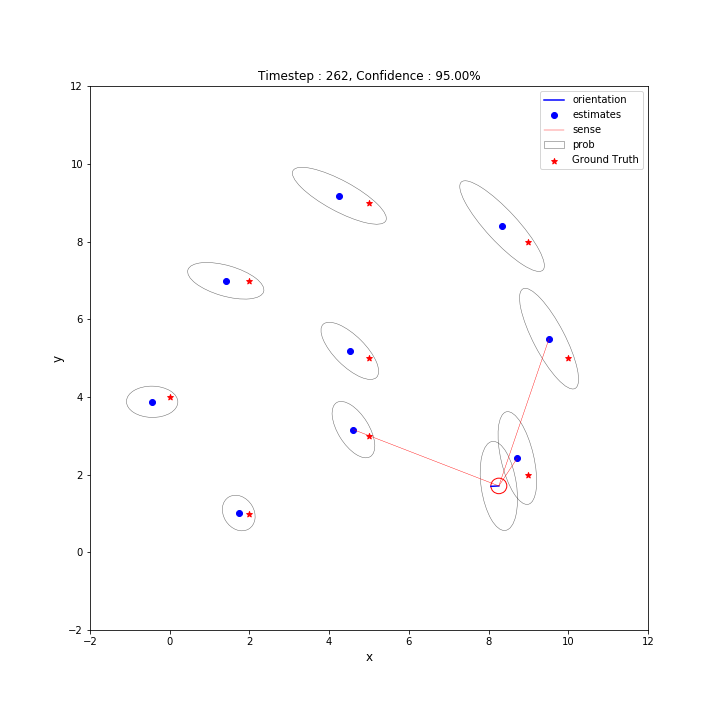 Timestep : 262, Confidence : 95.00%
orientation
estimates
sense
prob
Ground Truth
12
10
8
6
4
2
0
−2
y
−2 0 2 4 6 8 10 12
x